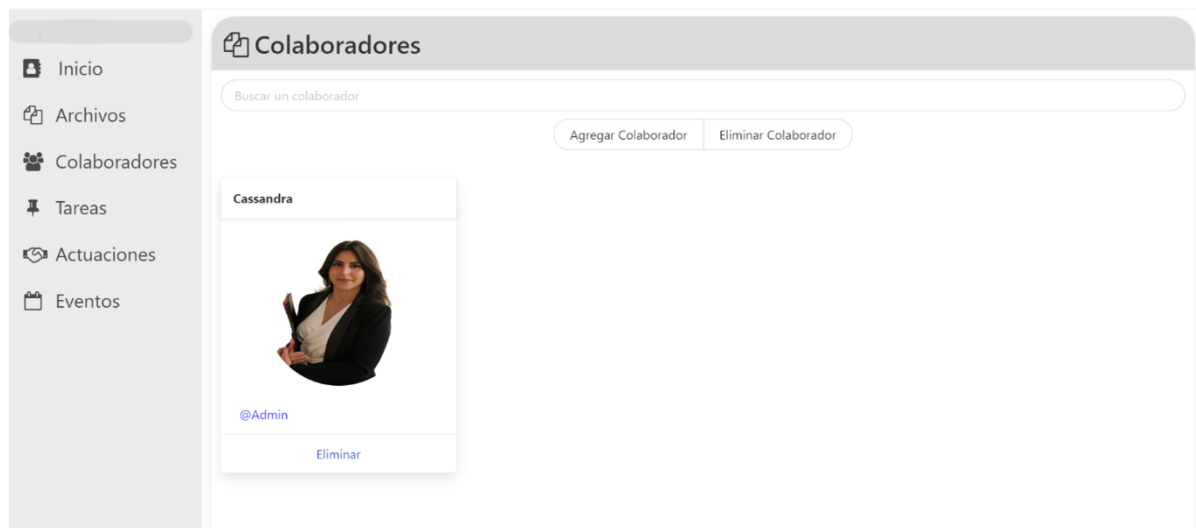 Inicio
Archivos
Colaboradores
Tareas
Actuaciones
Eventos
Colaboradores
Buscar un colaborador
Agregar Colaborador
Eliminar Colaborador
Cassandra
@Admin
Eliminar